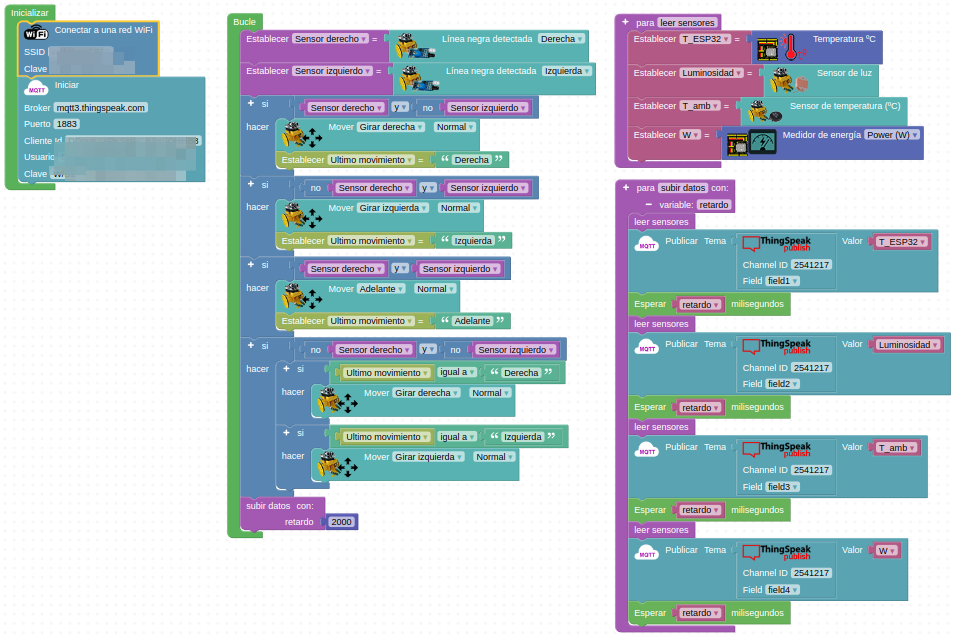 Inicializar
WiFi
Conectar a una red WiFi
SSID
Clave
MQTT
Iniciar
Broker mqtt3.thingspeak.com
Puerto 1883
Cliente Id
Usuario
Clave
Bucle
Establecer Sensor derecho = Línea negra detectada Derecha
Establecer Sensor izquierdo = Línea negra detectada Izquierda
+ si Sensor derecho y no Sensor izquierdo
hacer Mover Girar derecha Normal
Establecer Ultimo movimiento = “ Derecha ”
+ si no Sensor derecho y Sensor izquierdo
hacer Mover Girar izquierda Normal
Establecer Ultimo movimiento = “ Izquierda ”
+ si Sensor derecho y Sensor izquierdo
hacer Mover Adelante Normal
Establecer Ultimo movimiento = “ Adelante ”
+ si no Sensor derecho y no Sensor izquierdo
hacer + si Ultimo movimiento igual a “ Derecha ”
hacer Mover Girar derecha Normal
+ si Ultimo movimiento igual a “ Izquierda ”
hacer Mover Girar izquierda Normal
subir datos con:
retardo 2000
+ para leer sensores
Establecer T_ESP32 = Temperatura ºC
Establecer Luminosidad = Sensor de luz
Establecer T_amb = Sensor de temperatura (ºC)
Establecer W = Medidor de energía Power (W)
+ para subir datos con:
− variable: retardo
leer sensores
MQTT Publicar Tema ThingSpeak publish Valor T_ESP32
Channel ID 2541217
Field field1
Esperar retardo milisegundos
leer sensores
MQTT Publicar Tema ThingSpeak publish Valor Luminosidad
Channel ID 2541217
Field field2
Esperar retardo milisegundos
leer sensores
MQTT Publicar Tema ThingSpeak publish Valor T_amb
Channel ID 2541217
Field field3
Esperar retardo milisegundos
leer sensores
MQTT Publicar Tema ThingSpeak publish Valor W
Channel ID 2541217
Field field4
Esperar retardo milisegundos